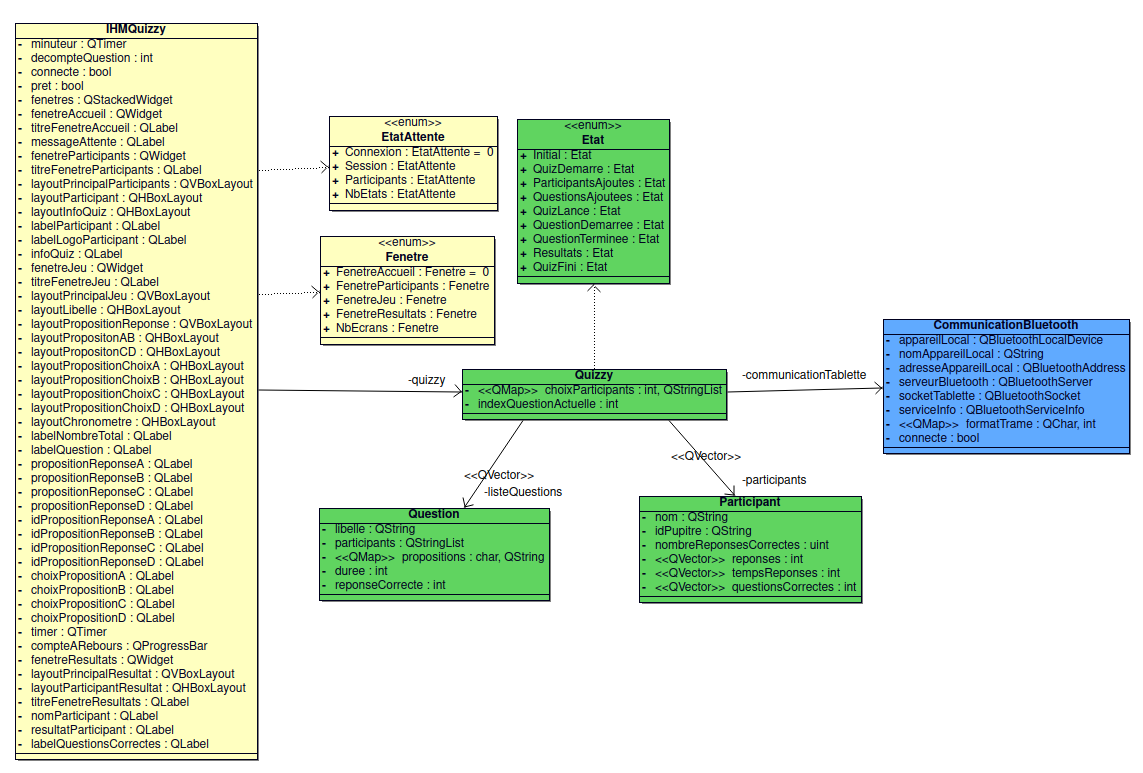 IHMQuizzy
- minuteur : QTimer
- decompteQuestion : int
- connecte : bool
- pret : bool
- fenetres : QStackedWidget
- fenetreAccueil : QWidget
- titreFenetreAccueil : QLabel
- messageAttente : QLabel
- fenetreParticipants : QWidget
- titreFenetreParticipants : QLabel
- layoutPrincipalParticipants : QVBoxLayout
- layoutParticipant : QHBoxLayout
- layoutInfoQuiz : QHBoxLayout
- labelParticipant : QLabel
- labelLogoParticipant : QLabel
- infoQuiz : QLabel
- fenetreJeu : QWidget
- titreFenetreJeu : QLabel
- layoutPrincipalJeu : QVBoxLayout
- layoutLibelle : QHBoxLayout
- layoutPropositionReponse : QVBoxLayout
- layoutPropositonAB : QHBoxLayout
- layoutPropositonCD : QHBoxLayout
- layoutPropositionChoixA : QHBoxLayout
- layoutPropositionChoixB : QHBoxLayout
- layoutPropositionChoixC : QHBoxLayout
- layoutPropositionChoixD : QHBoxLayout
- layoutChronometre : QHBoxLayout
- labelNombreTotal : QLabel
- labelQuestion : QLabel
- propositionReponseA : QLabel
- propositionReponseB : QLabel
- propositionReponseC : QLabel
- propositionReponseD : QLabel
- idPropositionReponseA : QLabel
- idPropositionReponseB : QLabel
- idPropositionReponseC : QLabel
- idPropositionReponseD : QLabel
- choixPropositionA : QLabel
- choixPropositionB : QLabel
- choixPropositionC : QLabel
- choixPropositionD : QLabel
- timer : QTimer
- compteARebours : QProgressBar
- fenetreResultats : QWidget
- layoutPrincipalResultat : QVBoxLayout
- layoutParticipantResultat : QHBoxLayout
- titreFenetreResultats : QLabel
- nomParticipant : QLabel
- resultatParticipant : QLabel
- labelQuestionsCorrectes : QLabel
<<enum>>
EtatAttente
+ Connexion : EtatAttente = 0
+ Session : EtatAttente
+ Participants : EtatAttente
+ NbEtats : EtatAttente
<<enum>>
Fenetre
+ FenetreAccueil : Fenetre = 0
+ FenetreParticipants : Fenetre
+ FenetreJeu : Fenetre
+ FenetreResultats : Fenetre
+ NbEcrans : Fenetre
<<enum>>
Etat
+ Initial : Etat
+ QuizDemarre : Etat
+ ParticipantsAjoutes : Etat
+ QuestionsAjoutees : Etat
+ QuizLance : Etat
+ QuestionDemarree : Etat
+ QuestionTerminee : Etat
+ Resultats : Etat
+ QuizFini : Etat
-quizzy
Quizzy
- <<QMap>> choixParticipants : int, QStringList
- indexQuestionActuelle : int
-communicationTablette
CommunicationBluetooth
- appareilLocal : QBluetoothLocalDevice
- nomAppareilLocal : QString
- adresseAppareilLocal : QBluetoothAddress
- serveurBluetooth : QBluetoothServer
- socketTablette : QBluetoothSocket
- serviceInfo : QBluetoothServiceInfo
- <<QMap>> formatTrame : QChar, int
- connecte : bool
<<QVector>>
-listeQuestions
<<QVector>>
-participants
Question
- libelle : QString
- participants : QStringList
- <<QMap>> propositions : char, QString
- duree : int
- reponseCorrecte : int
Participant
- nom : QString
- idPupitre : QString
- nombreReponsesCorrectes : uint
- <<QVector>> reponses : int
- <<QVector>> tempsReponses : int
- <<QVector>> questionsCorrectes : int